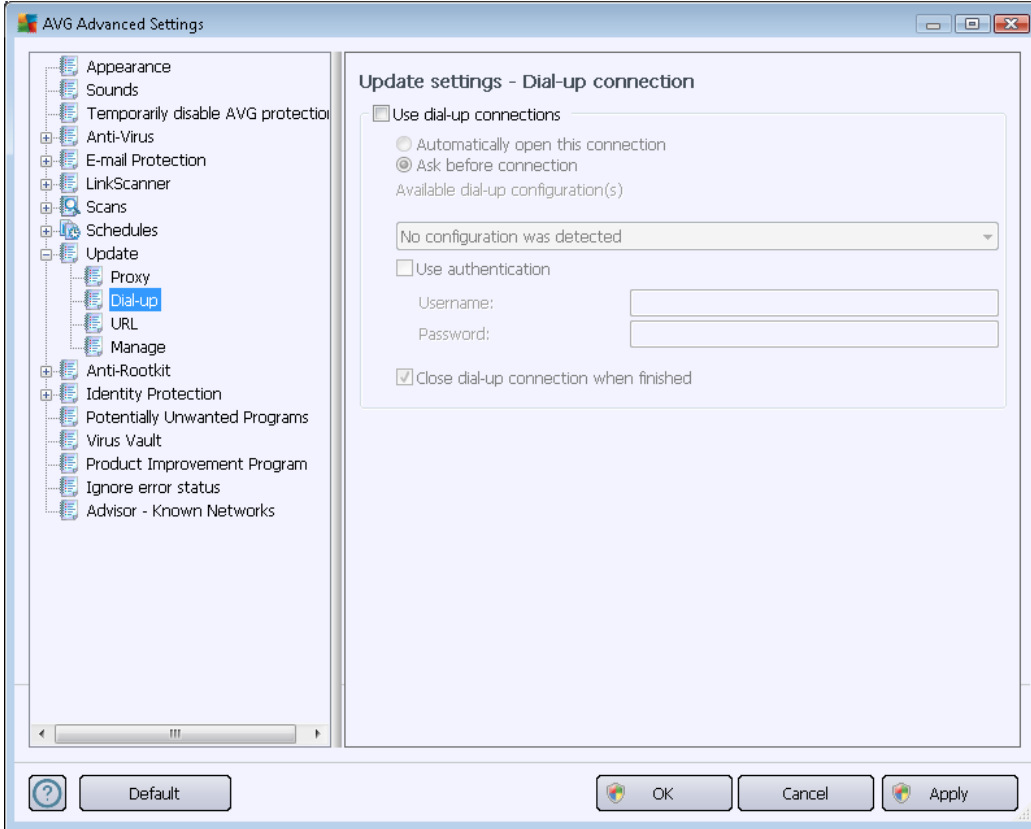 AVG Advanced Settings
Appearance
Sounds
Temporarily disable AVG protection
Anti-Virus
E-mail Protection
LinkScanner
Scans
Schedules
Update
Proxy
Dial-up
URL
Manage
Anti-Rootkit
Identity Protection
Potentially Unwanted Programs
Virus Vault
Product Improvement Program
Ignore error status
Advisor - Known Networks
Update settings - Dial-up connection
Use dial-up connections
Automatically open this connection
Ask before connection
Available dial-up configuration(s)
No configuration was detected
Use authentication
Username:
Password:
Close dial-up connection when finished
Default
OK
Cancel
Apply